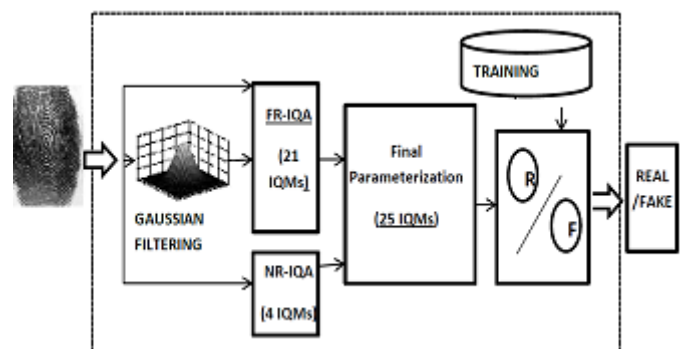 TRAINING
FR-IQA
(21
IQMs]
GAUSSIAN
FILTERING
NR-IQA
[4 IQMs]
Final
Parameterization
(25 IQMs)
R
F
REAL
/FAKE